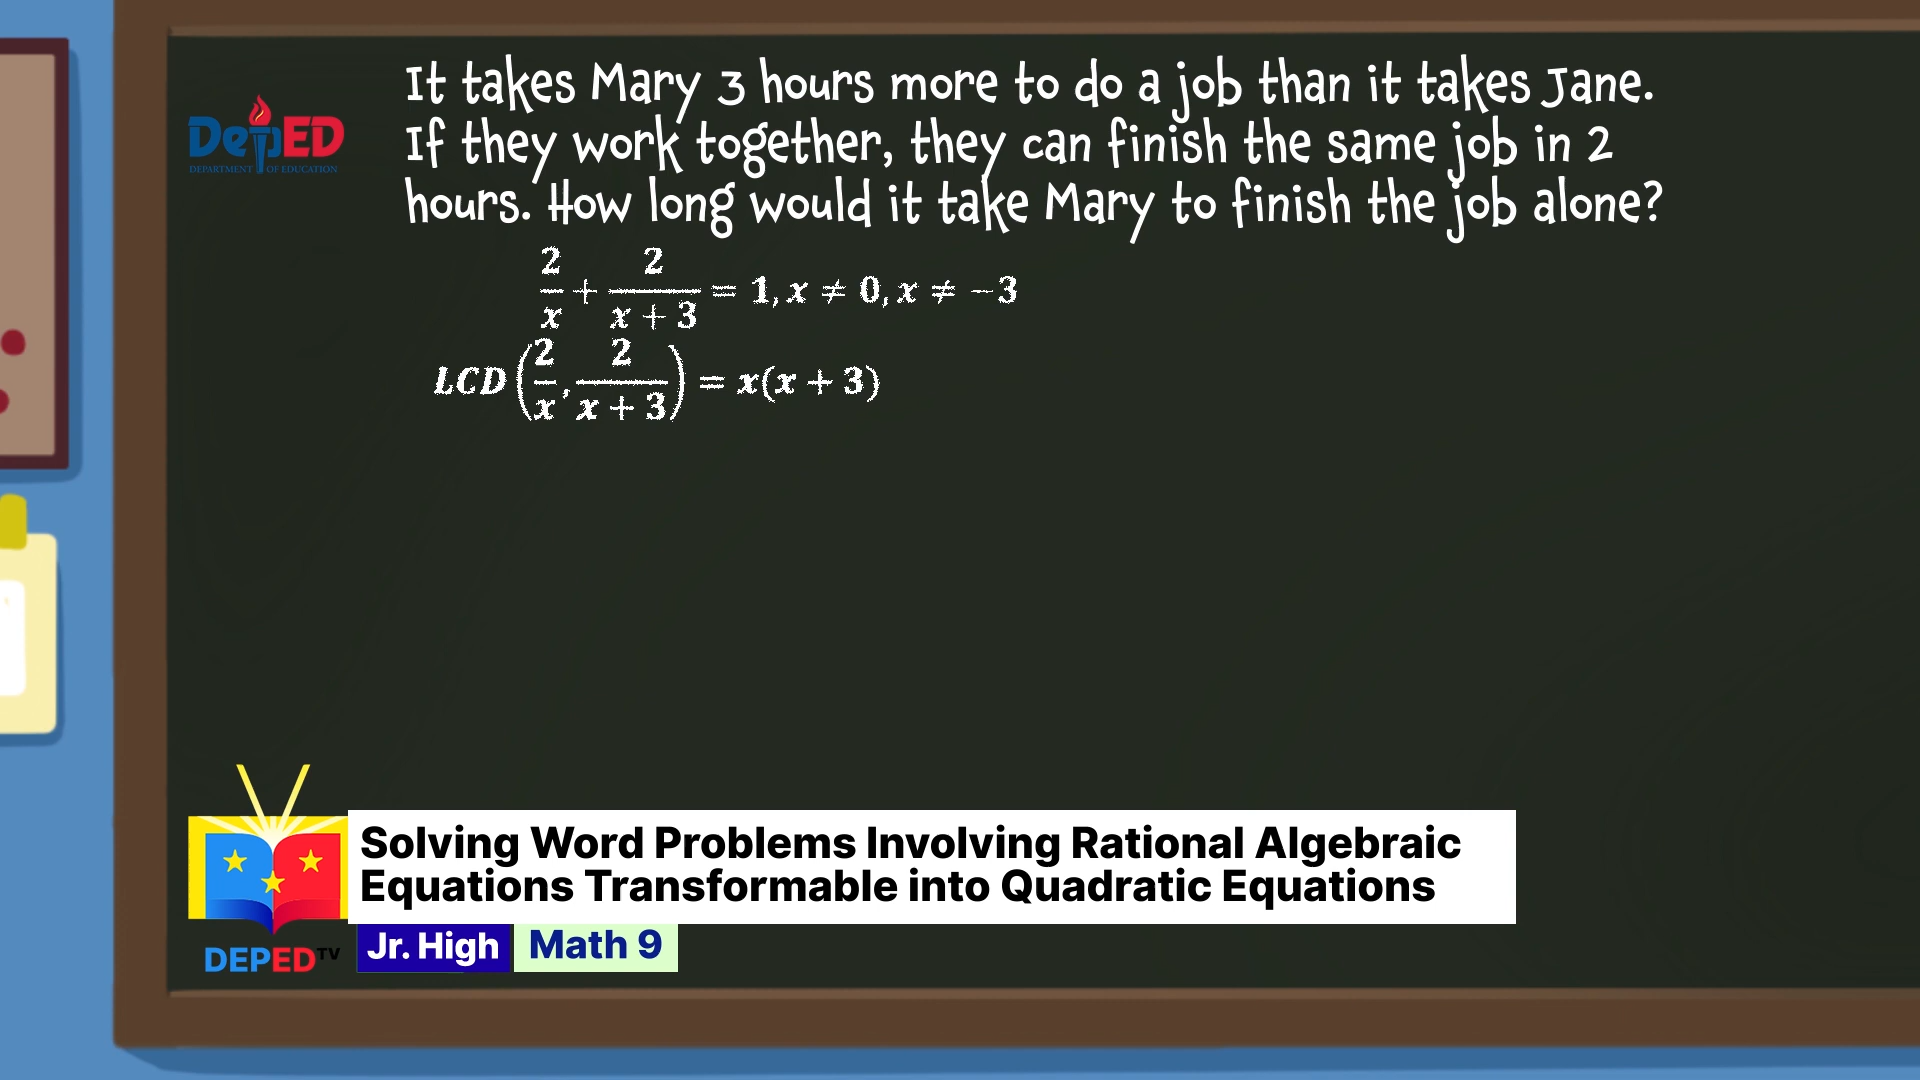 It takes Mary 3 hours more to do a job than it takes Jane.
If they work together, they can finish the same job in 2
hours. How long would it take Mary to finish the job alone?
2/x + 2/(x + 3) = 1, x ≠ 0, x ≠ −3
LCD (2/x, 2/(x + 3)) = x(x + 3)
DepED
DEPARTMENT OF EDUCATION
Solving Word Problems Involving Rational Algebraic
Equations Transformable into Quadratic Equations
Jr. High Math 9
DEPED TV